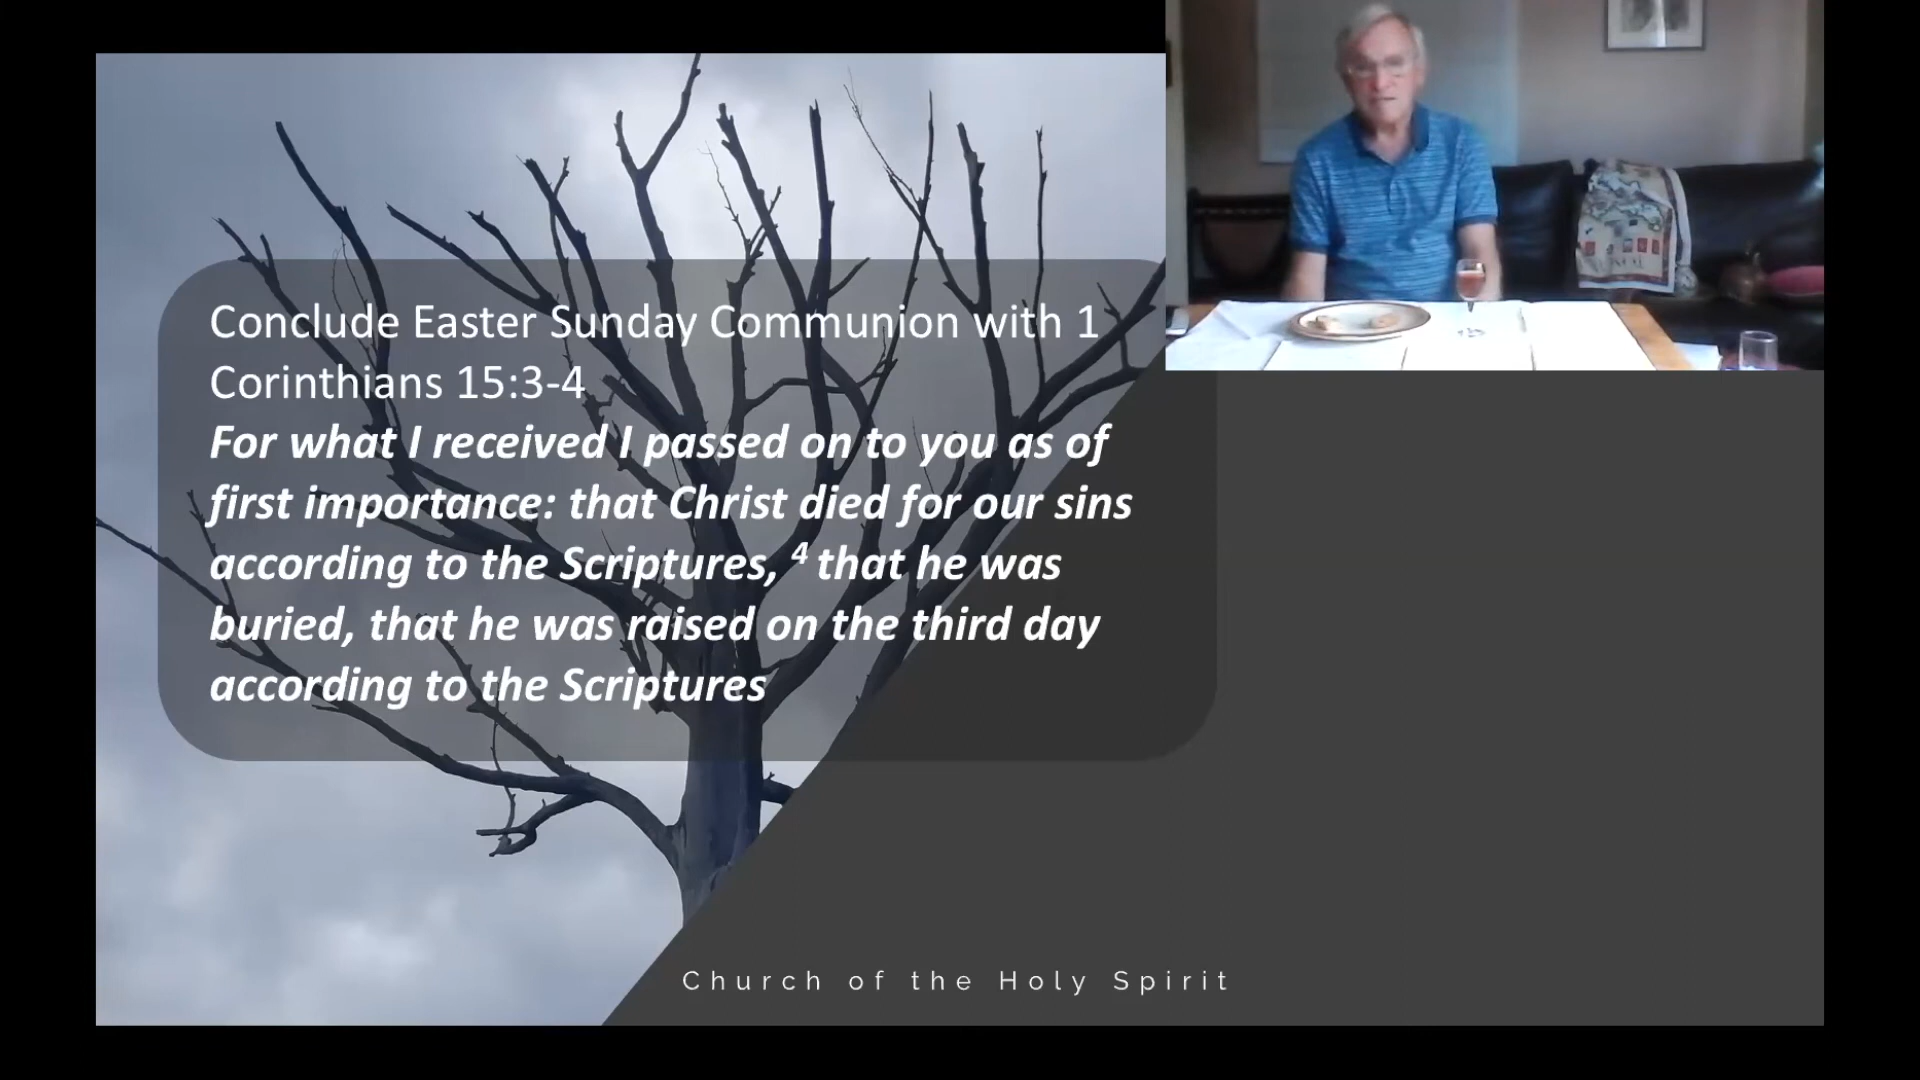 Conclude Easter Sunday Communion with 1
Corinthians 15:3-4
For what I received I passed on to you as of
first importance: that Christ died for our sins
according to the Scriptures, ⁴ that he was
buried, that he was raised on the third day
according to the Scriptures
Church of the Holy Spirit